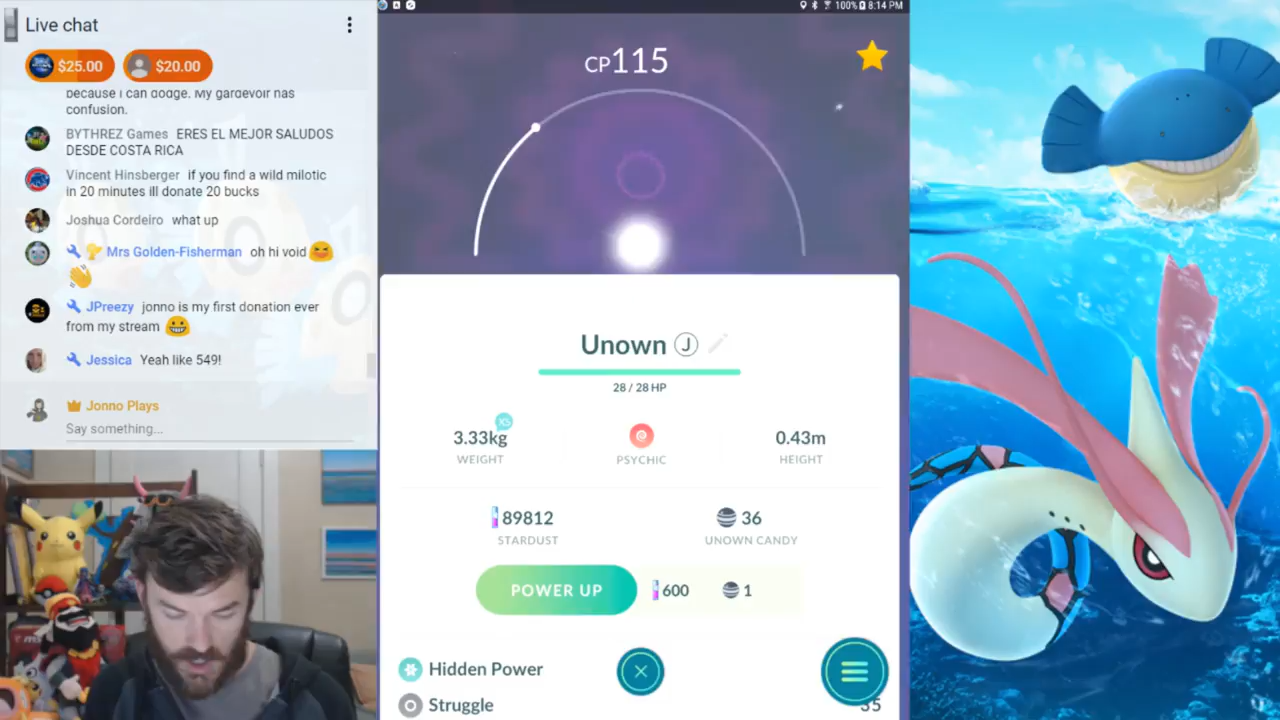 Live chat
$25.00 $20.00
because i can dodge. My gardevoir has
confusion.
BYTHREZ Games ERES EL MEJOR SALUDOS
DESDE COSTA RICA
Vincent Hinsberger if you find a wild milotic
in 20 minutes ill donate 20 bucks
Joshua Cordeiro what up
Mrs Golden-Fisherman oh hi void
JPreezy jonno is my first donation ever
from my stream
Jessica Yeah like 549!
Jonno Plays
Say something...
100% 8:14 PM
CP115
Unown J
28 / 28 HP
XS
3.33kg 0.43m
WEIGHT PSYCHIC HEIGHT
89812 36
STARDUST UNOWN CANDY
POWER UP 600 1
Hidden Power
Struggle 35